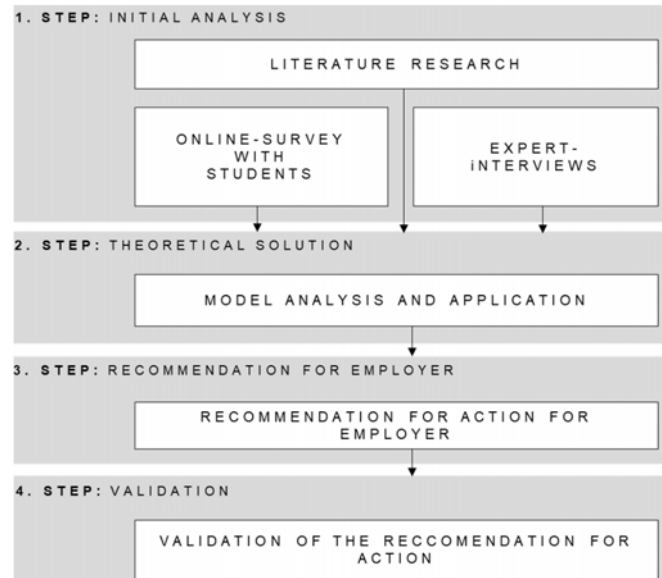 1. STEP: INITIAL ANALYSIS
LITERATURE RESEARCH
ONLINE-SURVEY
WITH
STUDENTS
EXPERT-
iNTERVIEWS
2. STEP: THEORETICAL SOLUTION
MODEL ANALYSIS AND APPLICATION
3. STEP: RECOMMENDATION FOR EMPLOYER
RECOMMENDATION FOR ACTION FOR
EMPLOYER
4. STEP: VALIDATION
VALIDATION OF THE RECCOMENDATION FOR
ACTION